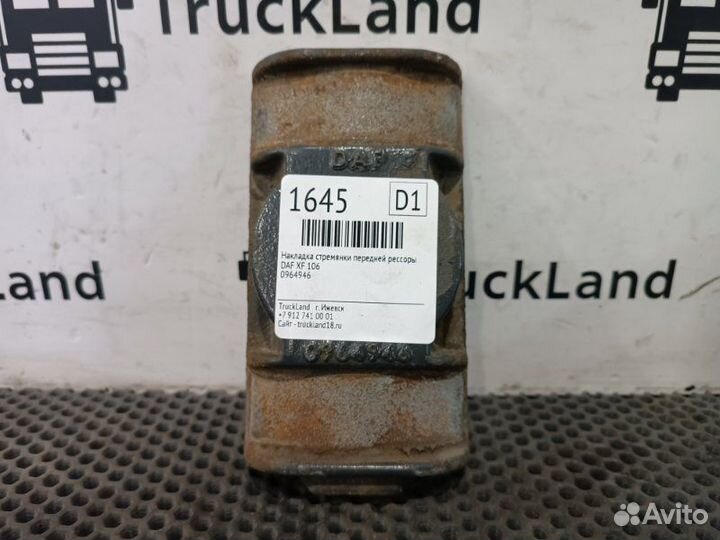 TruckLand
DAF
1645
D1
Накладка стремянки передней рессоры
DAF XF 106
0964946
TruckLand г. Ижевск
+7 912 741 00 01
Сайт - truckland18.ru
0964946
TruckLand
Avito